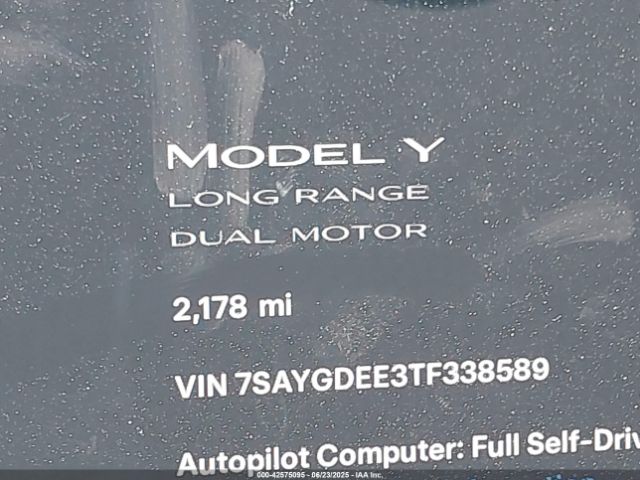 MODEL Y
LONG RANGE
DUAL MOTOR
2,178 mi
VIN 7SAYGDEE3TF338589
Autopilot Computer: Full Self-Driv
000-42575095 - 06/23/2025 - IAA Inc.